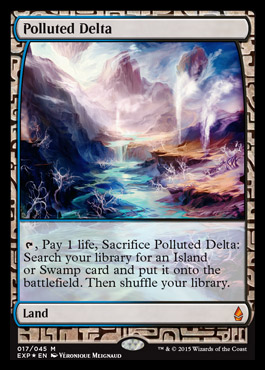 Polluted Delta
, Pay 1 life, Sacrifice Polluted Delta:
Search your library for an Island
or Swamp card and put it onto the
battlefield. Then shuffle your library.
Land
017/045 M
EXP ★ EN Véronique Meignaud
™ & © 2015 Wizards of the Coast